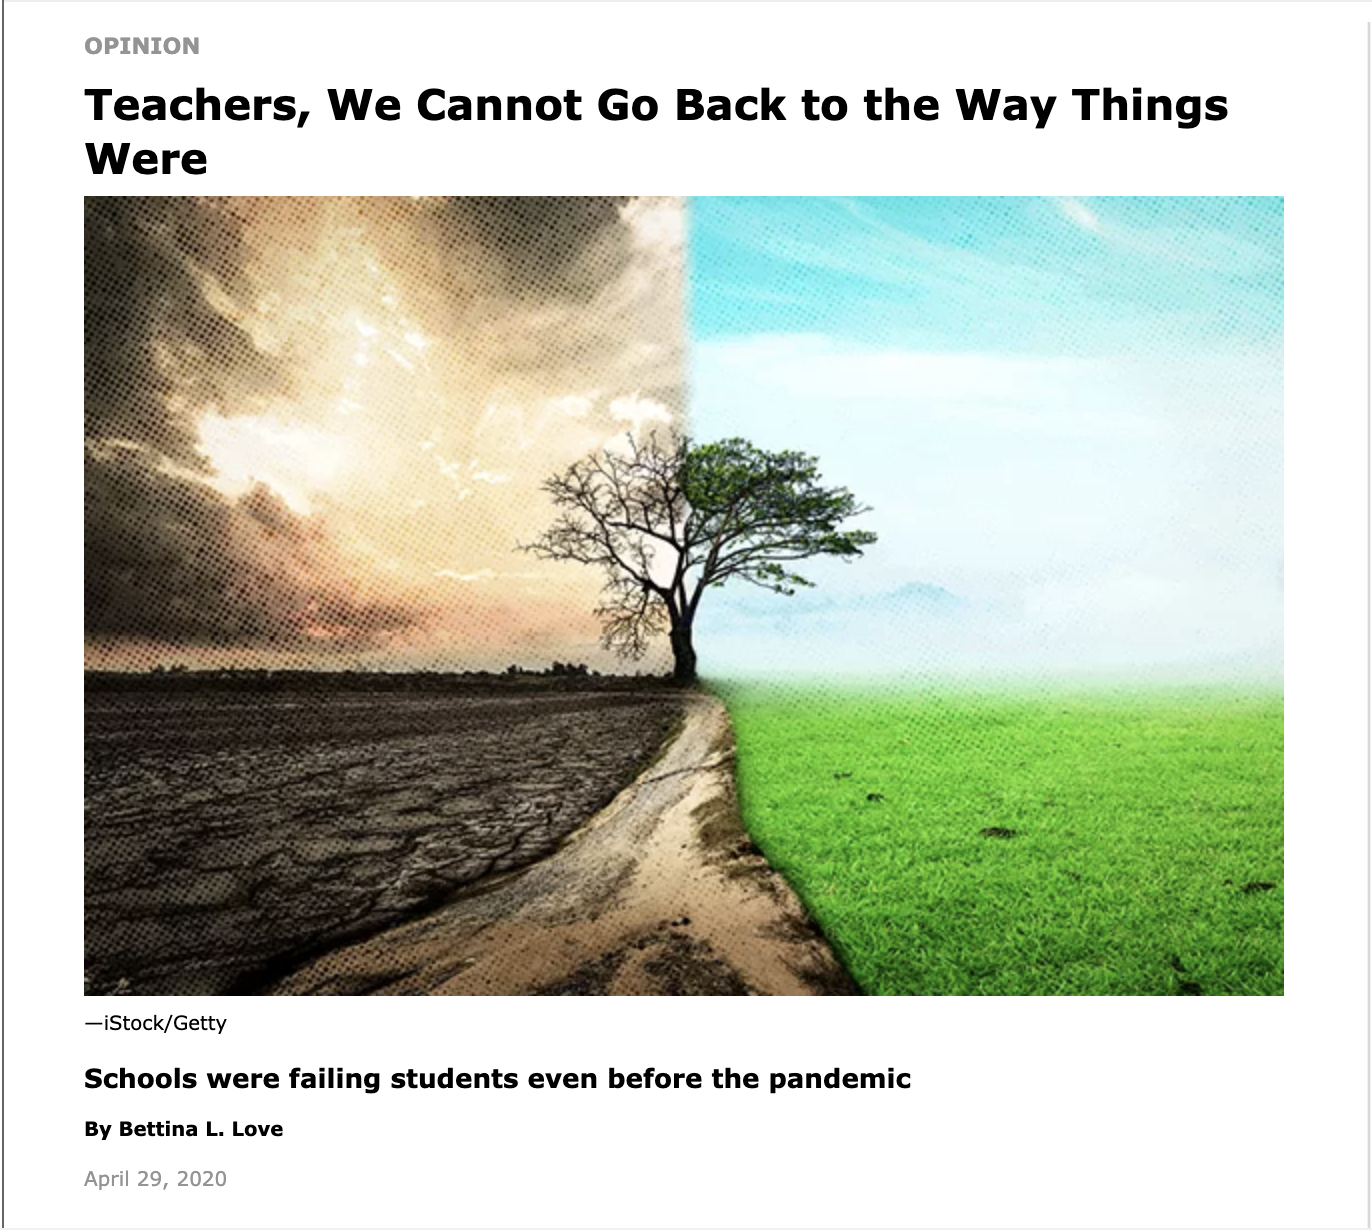 OPINION
Teachers, We Cannot Go Back to the Way Things
Were
—iStock/Getty
Schools were failing students even before the pandemic
By Bettina L. Love
April 29, 2020